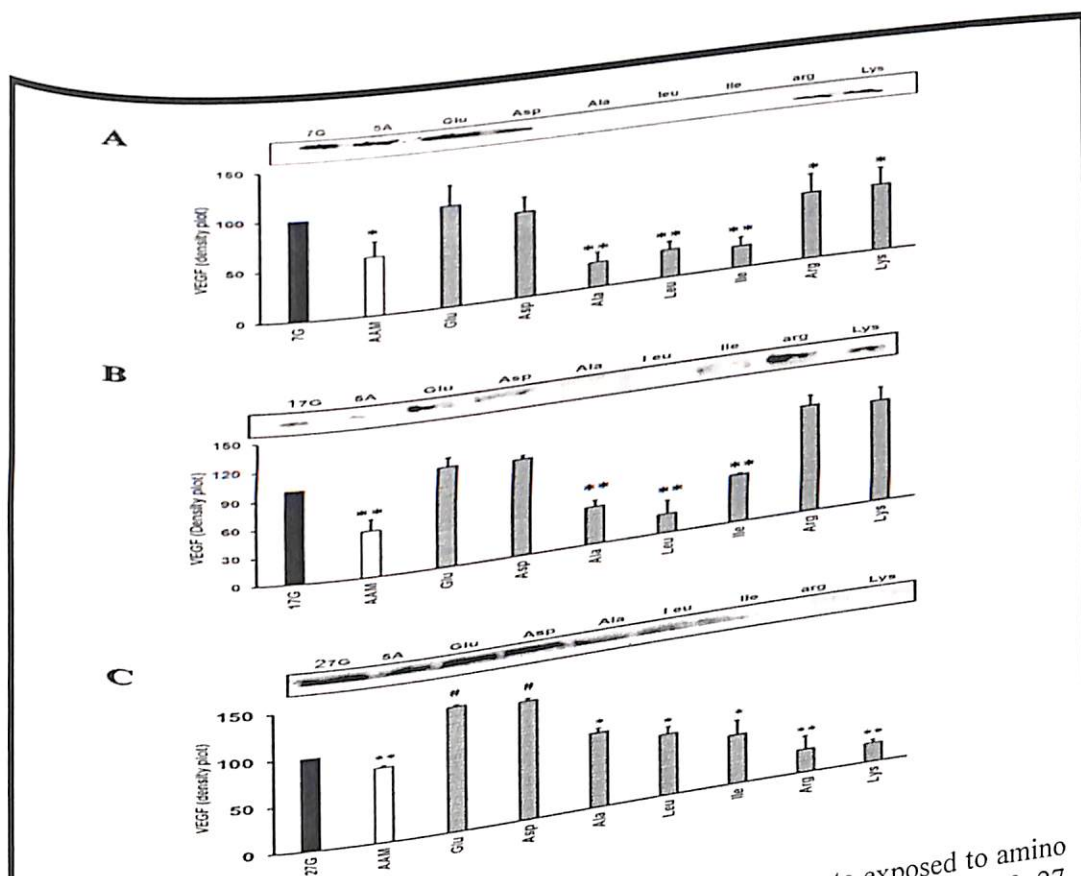 A
7G 5A Glu Asp Ala leu Ile arg Lys
VEGF (density plot)
150
100
50
0
* ** ** ** * *
7G AAM Glu Asp Ala Leu Ile Arg Lys
B
17G 5A Glu Asp Ala Leu Ile arg Lys
VEGF (Density plot)
150
120
90
60
30
0
** ** ** **
17G AAM Glu Asp Ala Leu Ile Arg Lys
C
27G 5A Glu Asp Ala Leu Ile arg Lys
VEGF (density plot)
150
100
50
0
** # # * * * ** **
27G AAM Glu Asp Ala Leu Ile Arg Lys
exposed to amino
27